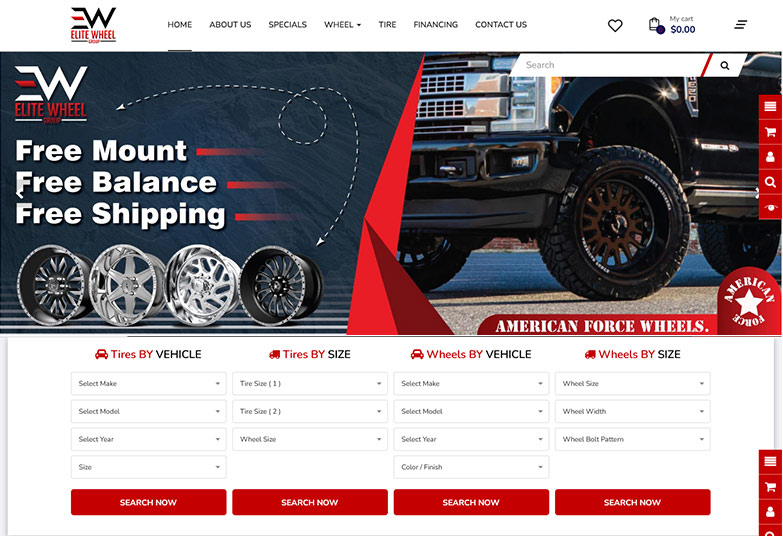 EW
ELITE WHEEL
GROUP
HOME ABOUT US SPECIALS WHEEL TIRE FINANCING CONTACT US
My cart
$0.00
Search
EW
ELITE WHEEL
GROUP
Free Mount
Free Balance
Free Shipping
AMERICAN FORCE WHEELS.
AMERICAN
FORCE
Tires BY VEHICLE
Select Make
Select Model
Select Year
Size
SEARCH NOW
Tires BY SIZE
Tire Size ( 1 )
Tire Size ( 2 )
Wheel Size
SEARCH NOW
Wheels BY VEHICLE
Select Make
Select Model
Select Year
Color / Finish
SEARCH NOW
Wheels BY SIZE
Wheel Size
Wheel Width
Wheel Bolt Pattern
SEARCH NOW